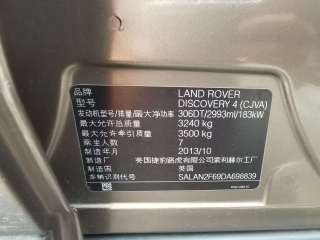 品牌 LAND ROVER
型号 DISCOVERY 4 (CJVA)
发动机型号/排量/最大净功率 306DT/2993ml/183kW
最大允许总质量 3240 kg
最大允许牵引质量 3500 kg
乘坐人数 7
制造年月 2013/10
制造厂 英国捷豹路虎有限公司索利赫尔工厂
制造国 英国
车辆识别代号 SALAN2F69DA698839